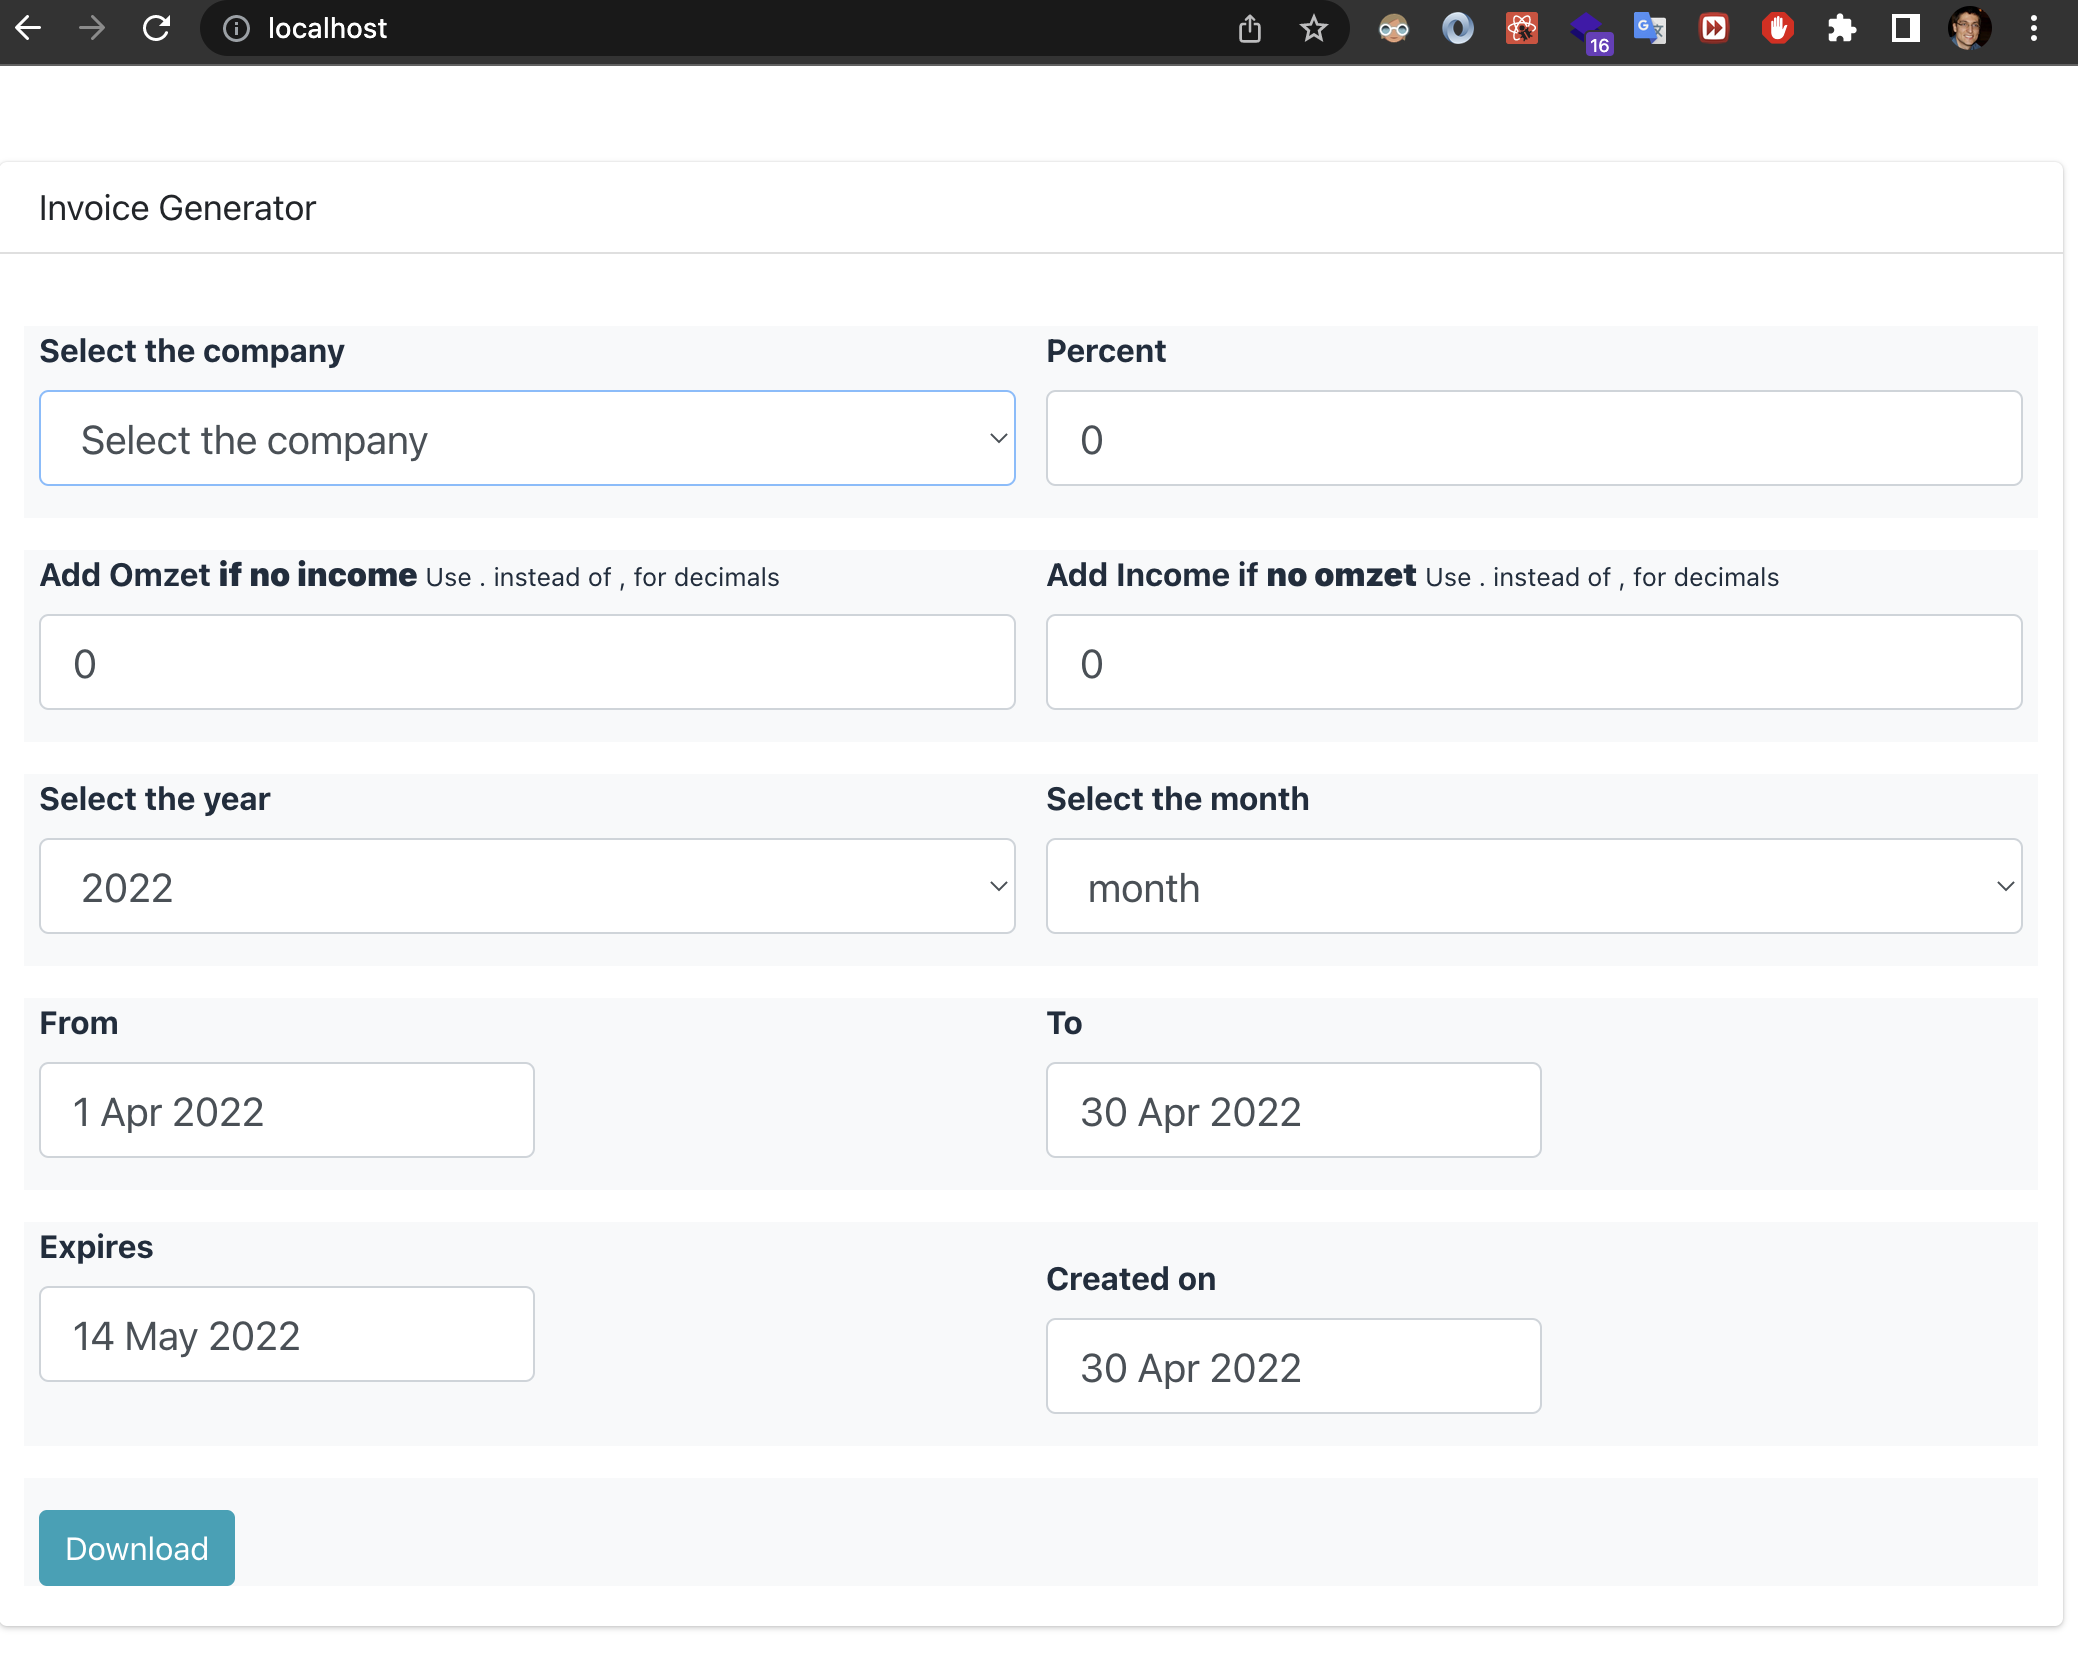 localhost
16
Invoice Generator
Select the company
Percent
Select the company
0
Add Omzet if no income Use . instead of , for decimals
Add Income if no omzet Use . instead of , for decimals
0
0
Select the year
Select the month
2022
month
From
To
1 Apr 2022
30 Apr 2022
Expires
Created on
14 May 2022
30 Apr 2022
Download